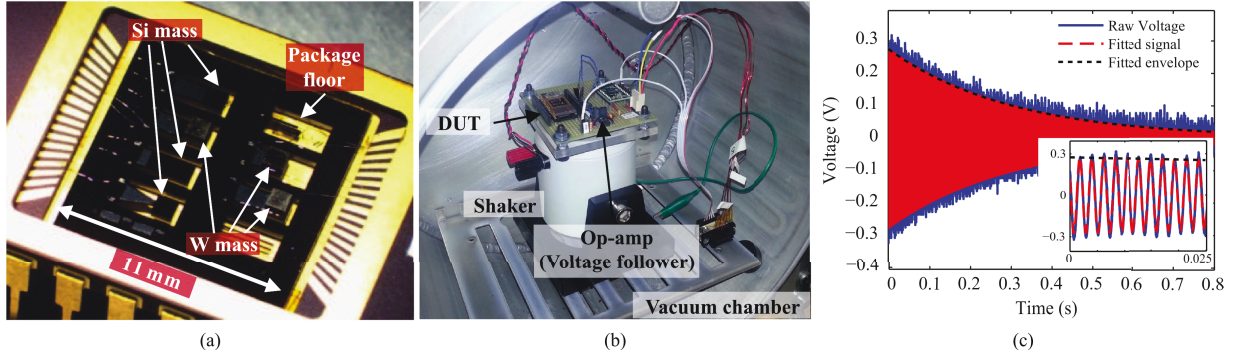 Si mass
Package
floor
W mass
11 mm
(a)
DUT
Shaker
Op-amp
(Voltage follower)
Vacuum chamber
(b)
Raw Voltage
Fitted signal
Fitted envelope
Voltage (V)
0.3
0.2
0.1
0
−0.1
−0.2
−0.3
−0.4
0.3
0
−0.3
0
0.025
0 0.1 0.2 0.3 0.4 0.5 0.6 0.7 0.8
Time (s)
(c)